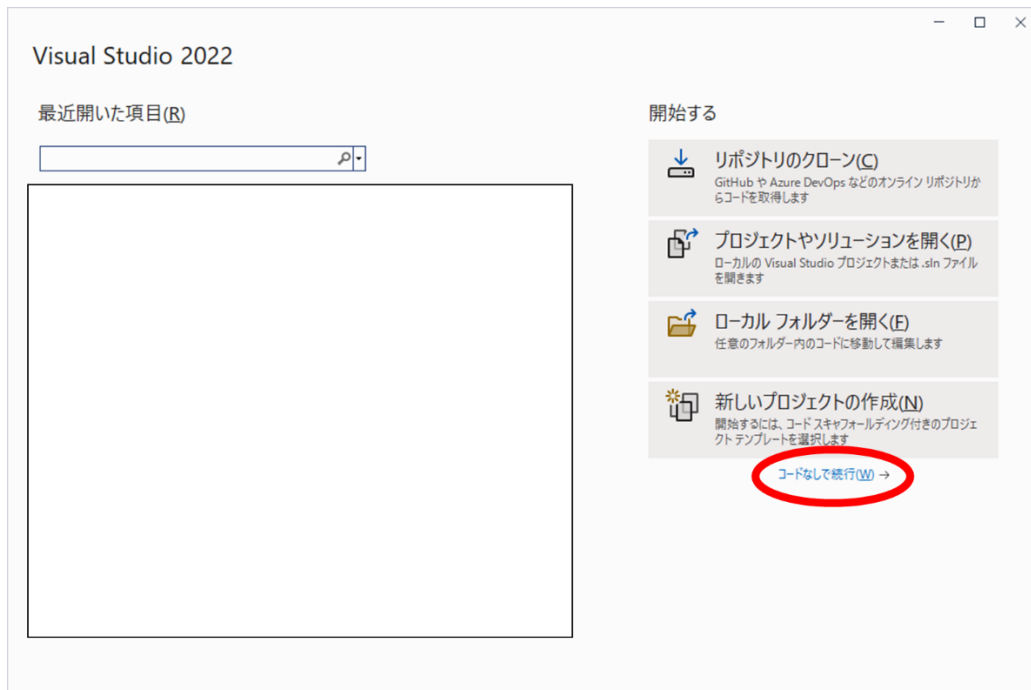 Visual Studio 2022
最近開いた項目(R)
開始する
リポジトリのクローン(C)
GitHub や Azure DevOps などのオンライン リポジトリか
らコードを取得します
プロジェクトやソリューションを開く(P)
ローカルの Visual Studio プロジェクトまたは .sln ファイル
を開きます
ローカル フォルダーを開く(F)
任意のフォルダー内のコードに移動して編集します
新しいプロジェクトの作成(N)
開始するには、コード スキャフォールディング付きのプロジェ
クト テンプレートを選択します
コードなしで続行(W) →